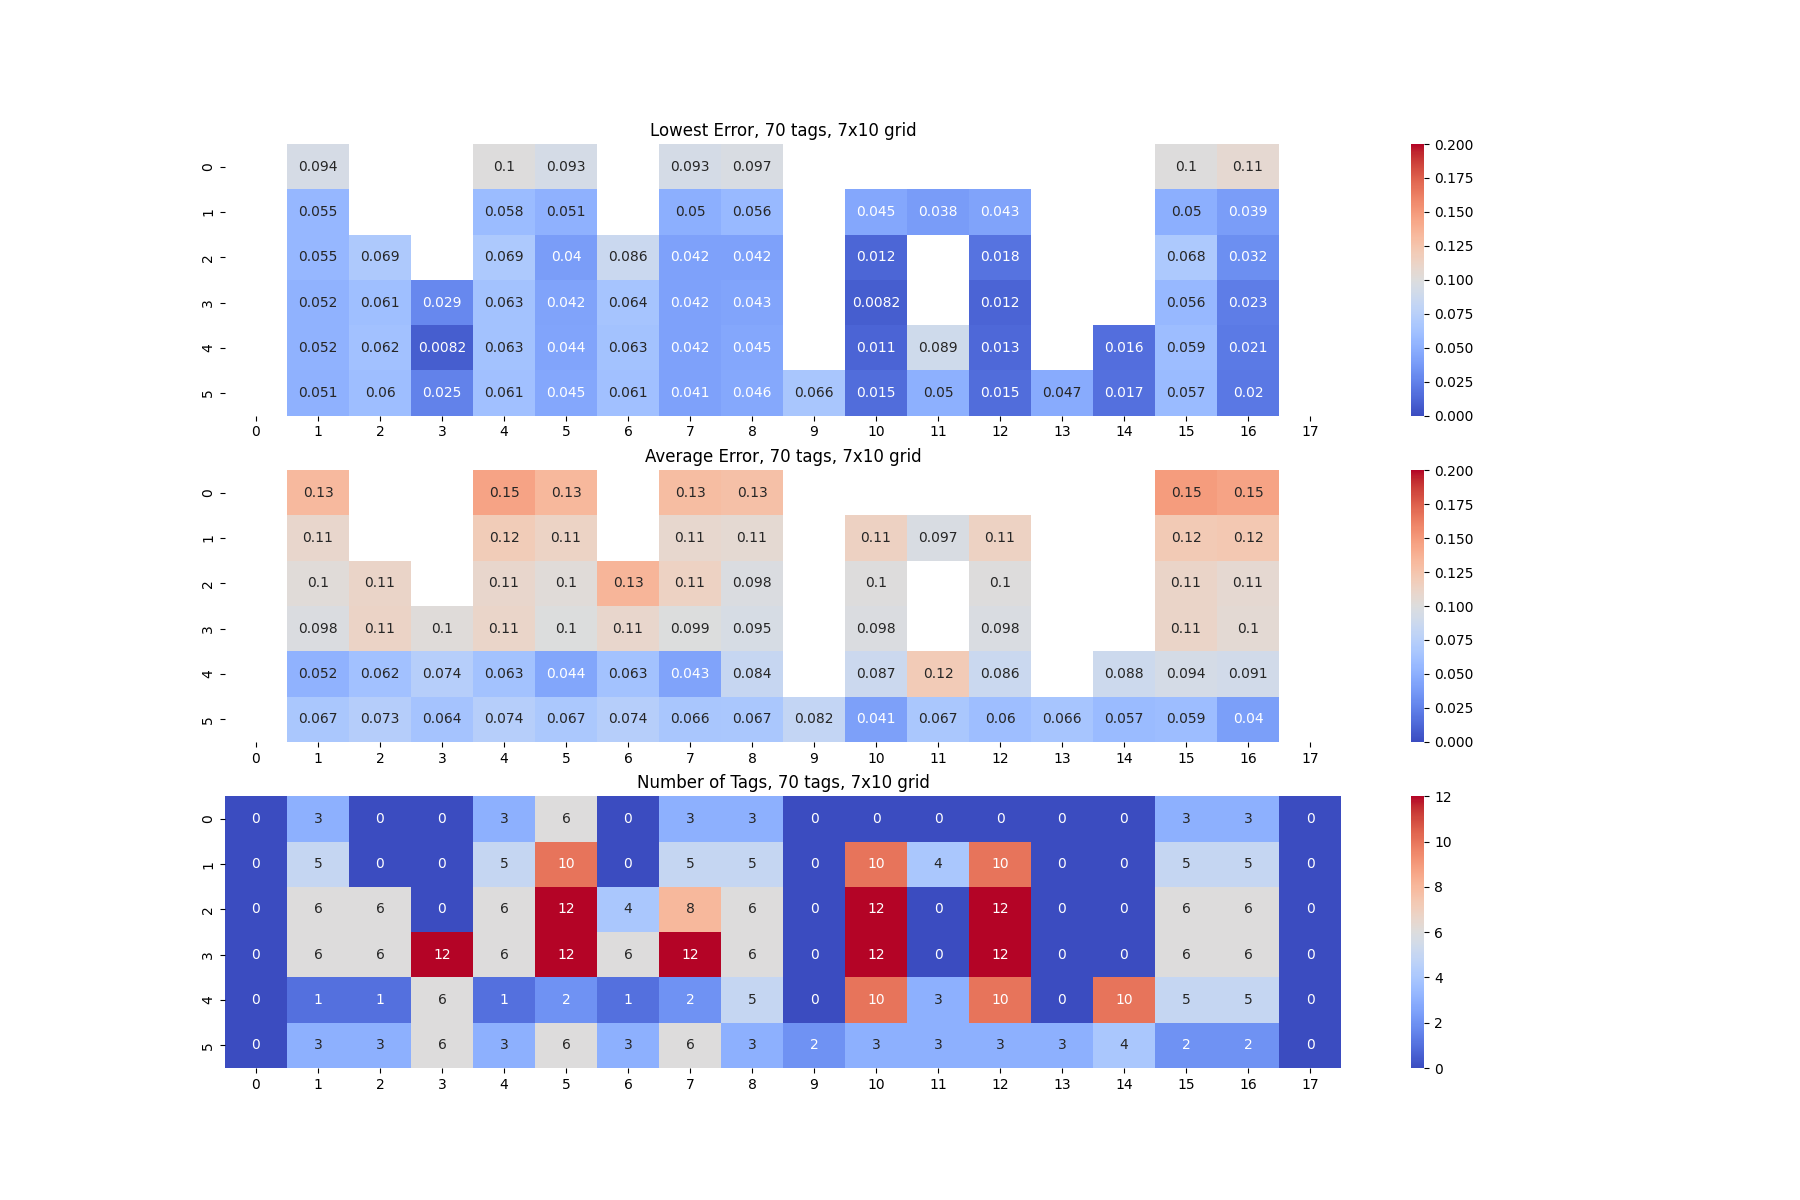 Lowest Error, 70 tags, 7x10 grid
0 0.094 0.1 0.093 0.093 0.097 0.1 0.11
1 0.055 0.058 0.051 0.05 0.056 0.045 0.038 0.043 0.05 0.039
2 0.055 0.069 0.069 0.04 0.086 0.042 0.042 0.012 0.018 0.068 0.032
3 0.052 0.061 0.029 0.063 0.042 0.064 0.042 0.043 0.0082 0.012 0.056 0.023
4 0.052 0.062 0.0082 0.063 0.044 0.063 0.042 0.045 0.011 0.089 0.013 0.016 0.059 0.021
5 0.051 0.06 0.025 0.061 0.045 0.061 0.041 0.046 0.066 0.015 0.05 0.015 0.047 0.017 0.057 0.02
0 1 2 3 4 5 6 7 8 9 10 11 12 13 14 15 16 17
0.200
0.175
0.150
0.125
0.100
0.075
0.050
0.025
0.000
Average Error, 70 tags, 7x10 grid
0 0.13 0.15 0.13 0.13 0.13 0.15 0.15
1 0.11 0.12 0.11 0.11 0.11 0.11 0.097 0.11 0.12 0.12
2 0.1 0.11 0.11 0.1 0.13 0.11 0.098 0.1 0.1 0.11 0.11
3 0.098 0.11 0.1 0.11 0.1 0.11 0.099 0.095 0.098 0.098 0.11 0.1
4 0.052 0.062 0.074 0.063 0.044 0.063 0.043 0.084 0.087 0.12 0.086 0.088 0.094 0.091
5 0.067 0.073 0.064 0.074 0.067 0.074 0.066 0.067 0.082 0.041 0.067 0.06 0.066 0.057 0.059 0.04
0 1 2 3 4 5 6 7 8 9 10 11 12 13 14 15 16 17
0.200
0.175
0.150
0.125
0.100
0.075
0.050
0.025
0.000
Number of Tags, 70 tags, 7x10 grid
0 0 3 0 0 3 6 0 3 3 0 0 0 0 0 0 3 3 0
1 0 5 0 0 5 10 0 5 5 0 10 4 10 0 0 5 5 0
2 0 6 6 0 6 12 4 8 6 0 12 0 12 0 0 6 6 0
3 0 6 6 12 6 12 6 12 6 0 12 0 12 0 0 6 6 0
4 0 1 1 6 1 2 1 2 5 0 10 3 10 0 10 5 5 0
5 0 3 3 6 3 6 3 6 3 2 3 3 3 3 4 2 2 0
0 1 2 3 4 5 6 7 8 9 10 11 12 13 14 15 16 17
12
10
8
6
4
2
0